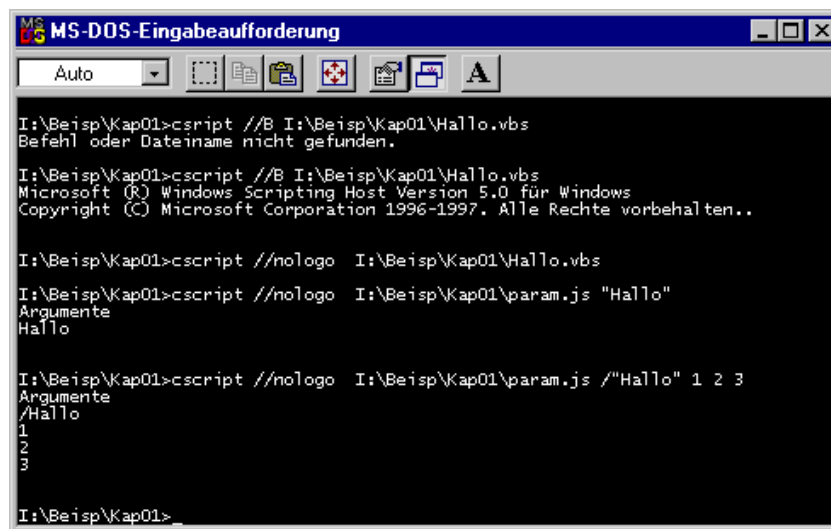 MS-DOS-Eingabeaufforderung
Auto
A
I:\Beisp\Kap01>csript //B I:\Beisp\Kap01\Hallo.vbs
Befehl oder Dateiname nicht gefunden.
I:\Beisp\Kap01>cscript //B I:\Beisp\Kap01\Hallo.vbs
Microsoft (R) Windows Scripting Host Version 5.0 für Windows
Copyright (C) Microsoft Corporation 1996-1997. Alle Rechte vorbehalten..
I:\Beisp\Kap01>cscript //nologo  I:\Beisp\Kap01\Hallo.vbs
I:\Beisp\Kap01>cscript //nologo  I:\Beisp\Kap01\param.js "Hallo"
Argumente
Hallo
I:\Beisp\Kap01>cscript //nologo  I:\Beisp\Kap01\param.js /"Hallo" 1 2 3
Argumente
/Hallo
1
2
3
I:\Beisp\Kap01>_